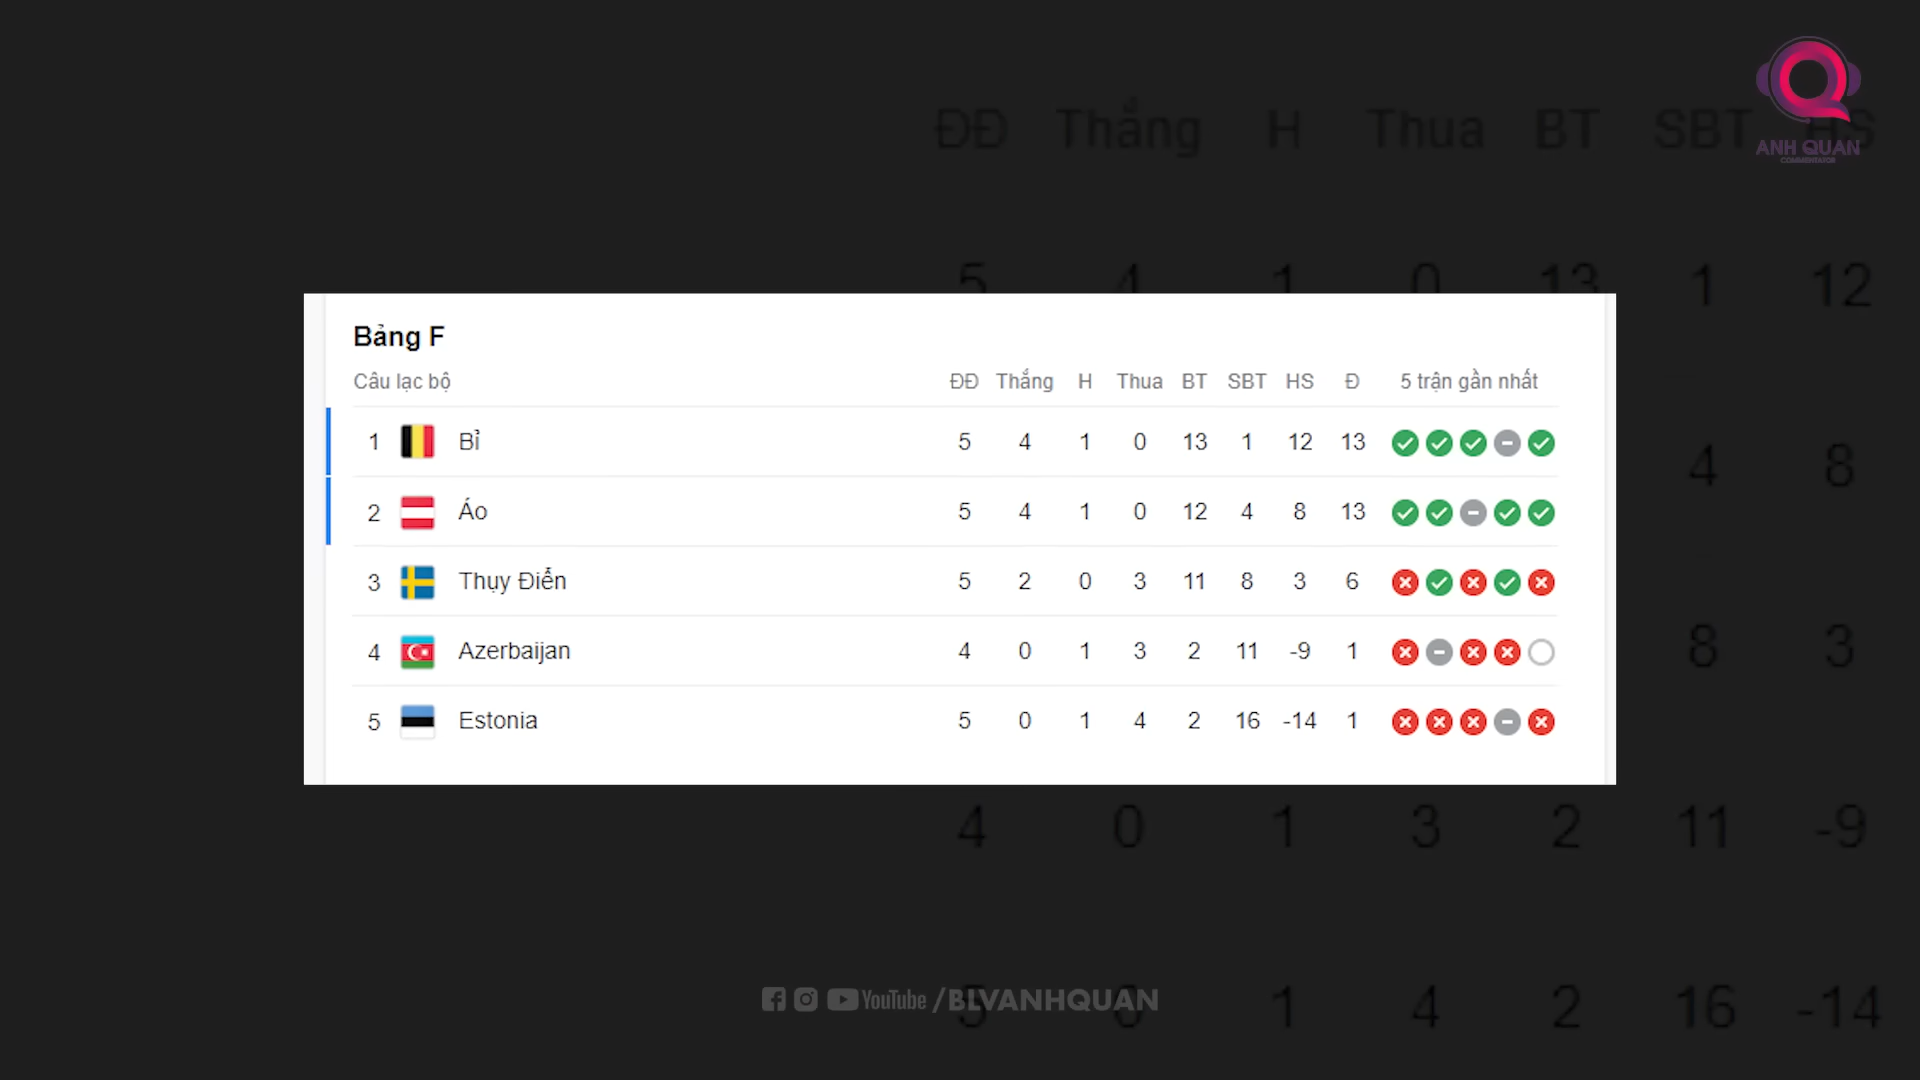 ANH QUAN
COMMENTATOR
ĐĐ Thắng H Thua BT SBT HS
5 4 1 0 13 1 12
Bảng F
Câu lạc bộ ĐĐ Thắng H Thua BT SBT HS Đ 5 trận gần nhất
1 Bỉ 5 4 1 0 13 1 12 13
2 Áo 5 4 1 0 12 4 8 13
3 Thụy Điển 5 2 0 3 11 8 3 6
4 Azerbaijan 4 0 1 3 2 11 -9 1
5 Estonia 5 0 1 4 2 16 -14 1
4 8
8 3
4 0 1 3 2 11 -9
5 0 1 4 2 16 -14
YouTube /BLVANHQUAN